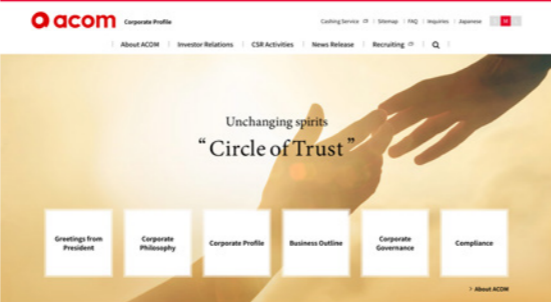 acom Corporate Profile
Cashing Service | Sitemap | FAQ | Inquiries | Japanese
About ACOM | Investor Relations | CSR Activities | News Release | Recruiting
Unchanging spirits
“Circle of Trust”
Greetings from
President
Corporate
Philosophy
Corporate Profile
Business Outline
Corporate
Governance
Compliance
> About ACOM